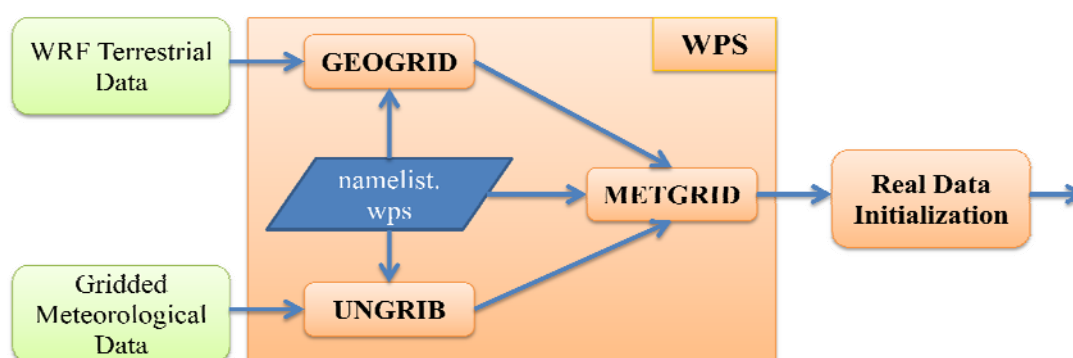 WRF Terrestrial
Data
GEOGRID
WPS
namelist.
wps
METGRID
Real Data
Initialization
Gridded
Meteorological
Data
UNGRIB